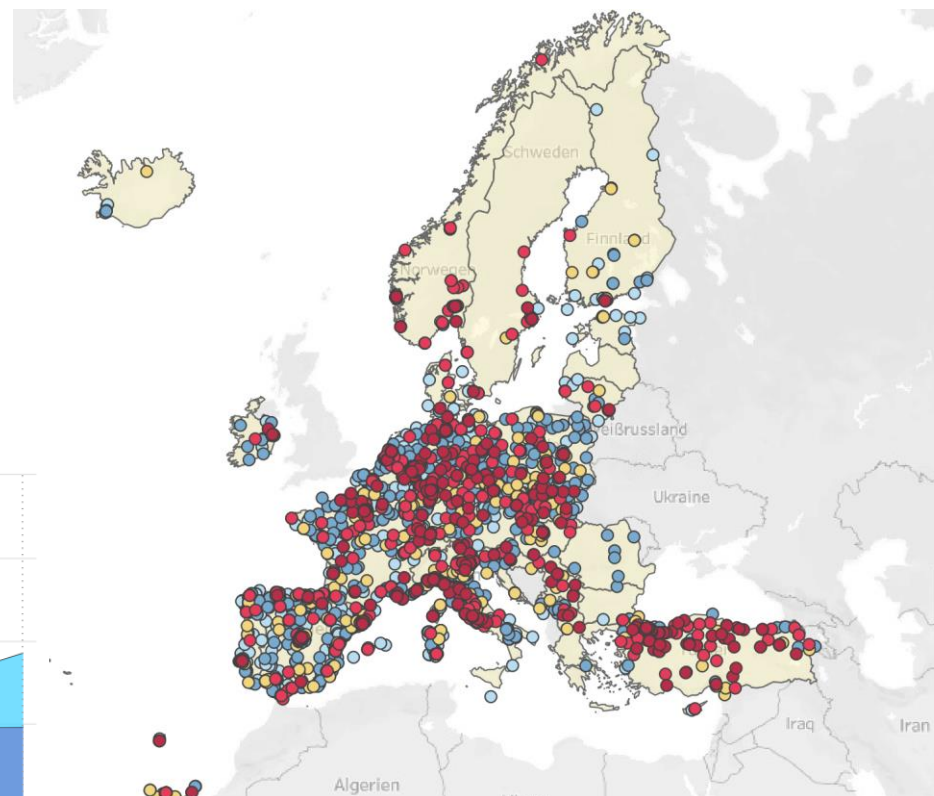 Schweden
Finnland
Norwegen
eißrussland
Ukraine
Iraq
Iran
Algerien